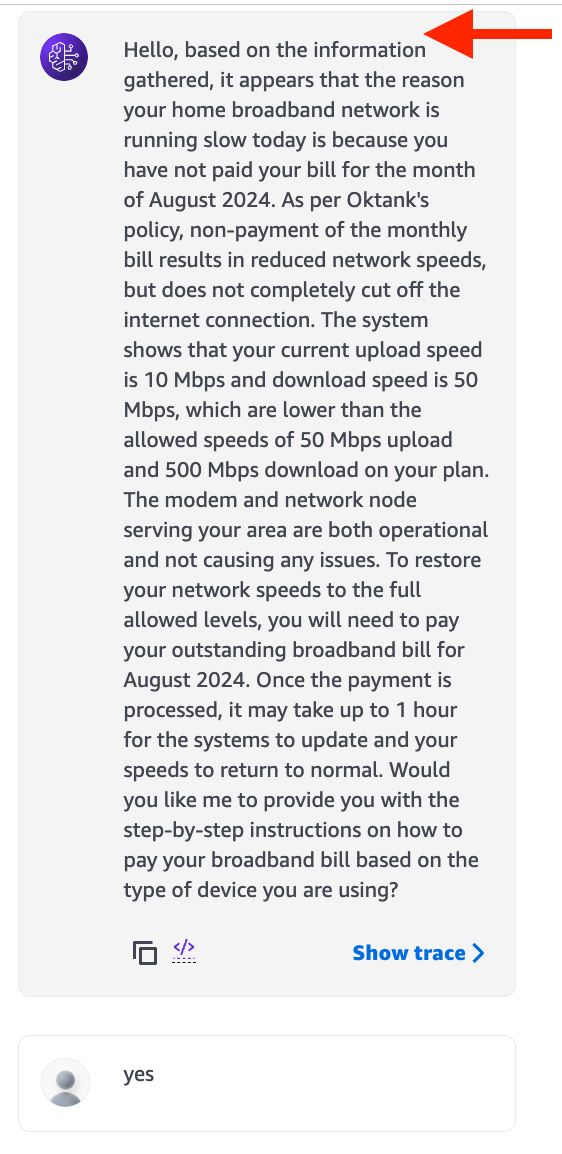 Hello, based on the information
gathered, it appears that the reason
your home broadband network is
running slow today is because you
have not paid your bill for the month
of August 2024. As per Oktank's
policy, non-payment of the monthly
bill results in reduced network speeds,
but does not completely cut off the
internet connection. The system
shows that your current upload speed
is 10 Mbps and download speed is 50
Mbps, which are lower than the
allowed speeds of 50 Mbps upload
and 500 Mbps download on your plan.
The modem and network node
serving your area are both operational
and not causing any issues. To restore
your network speeds to the full
allowed levels, you will need to pay
your outstanding broadband bill for
August 2024. Once the payment is
processed, it may take up to 1 hour
for the systems to update and your
speeds to return to normal. Would
you like me to provide you with the
step-by-step instructions on how to
pay your broadband bill based on the
type of device you are using?
</> Show trace
yes